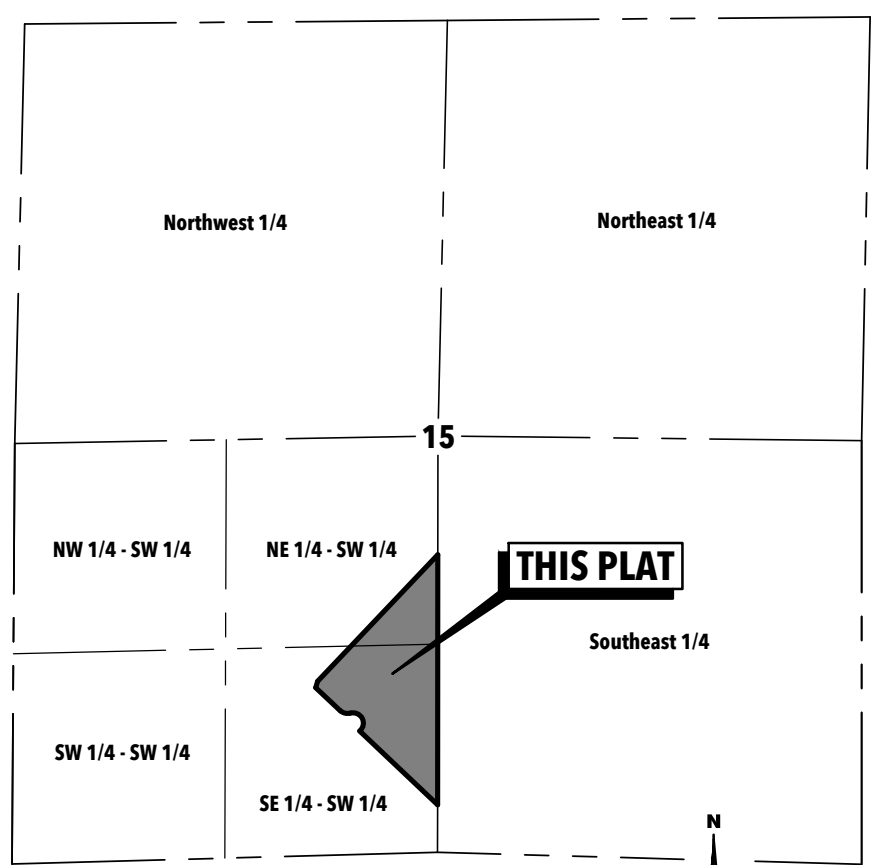 Northwest 1/4
Northeast 1/4
15
NW 1/4 - SW 1/4
NE 1/4 - SW 1/4
THIS PLAT
Southeast 1/4
SW 1/4 - SW 1/4
SE 1/4 - SW 1/4
N